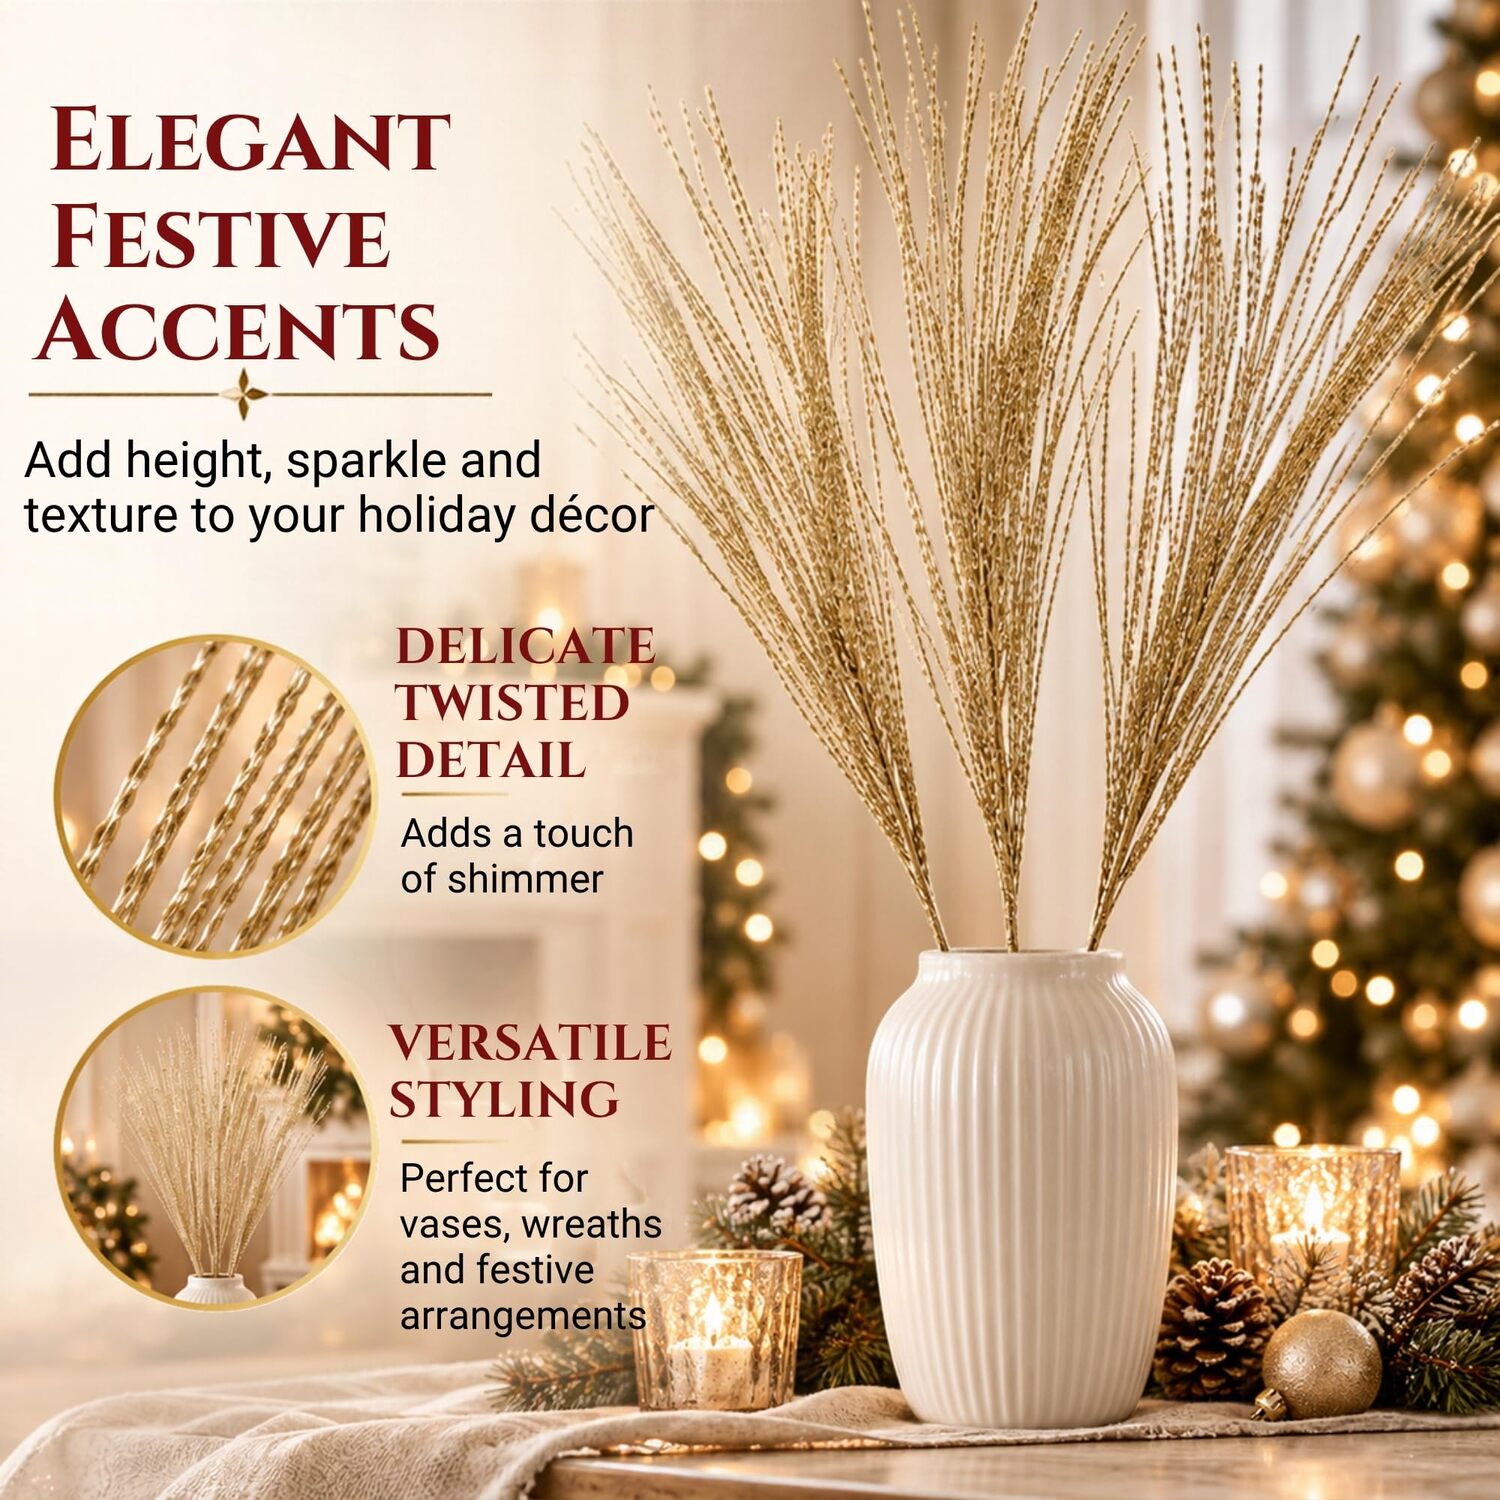 ELEGANT
FESTIVE
ACCENTS
Add height, sparkle and
texture to your holiday décor
DELICATE
TWISTED
DETAIL
Adds a touch
of shimmer
VERSATILE
STYLING
Perfect for
vases, wreaths
and festive
arrangements